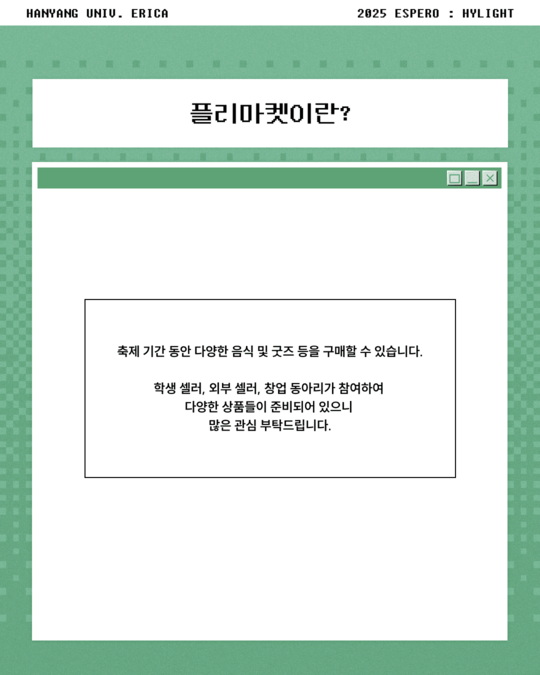 HANYANG UNIV. ERICA
2025 ESPERO : HYLIGHT
플리마켓이란?
축제 기간 동안 다양한 음식 및 굿즈 등을 구매할 수 있습니다.
학생 셀러, 외부 셀러, 창업 동아리가 참여하여
다양한 상품들이 준비되어 있으니
많은 관심 부탁드립니다.